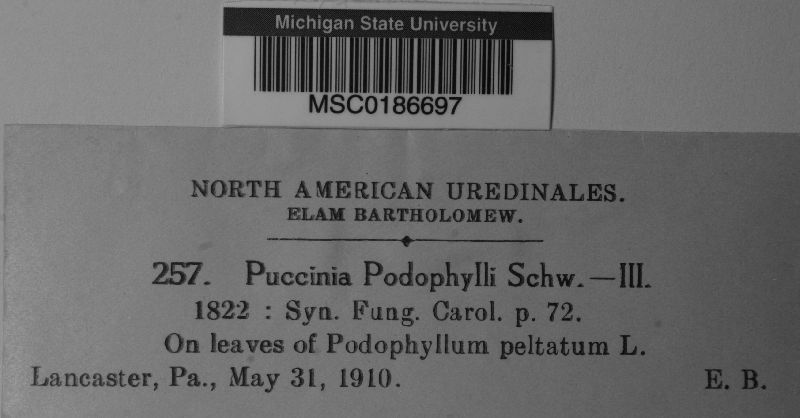 Michigan State University
MSC0186697
NORTH AMERICAN UREDINALES.
ELAM BARTHOLOMEW.
257. Puccinia Podophylli Schw.—III.
1822 : Syn. Fung. Carol. p. 72.
On leaves of Podophyllum peltatum L.
Lancaster, Pa., May 31, 1910. E. B.